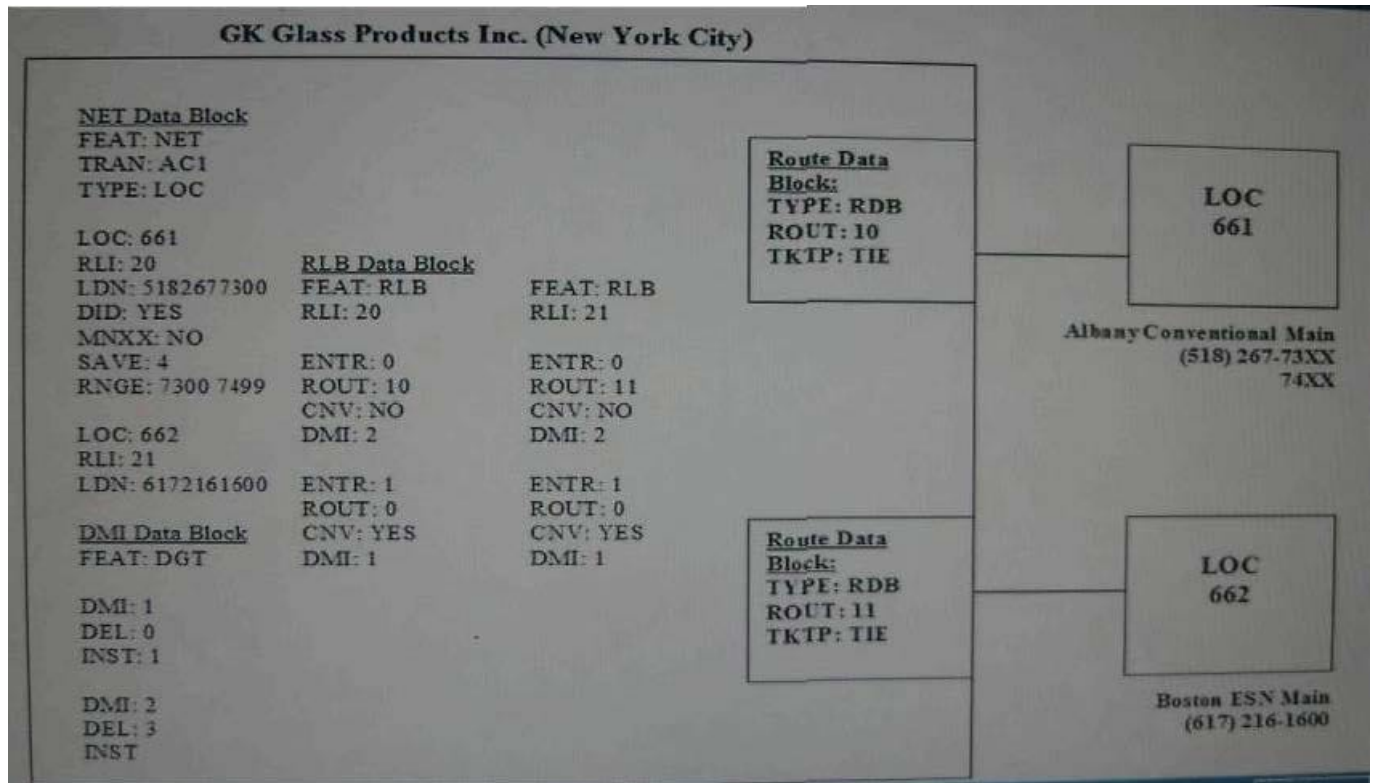 GK Glass Products Inc. (New York City)
NET Data Block
FEAT: NET
TRAN: AC1
TYPE: LOC
LOC: 661
RLI: 20
LDN: 5182677300
DID: YES
MNXX: NO
SAVE: 4
RNGE: 7300 7499
LOC: 662
RLI: 21
LDN: 6172161600
DMI Data Block
FEAT: DGT
DMI: 1
DEL: 0
INST: 1
DMI: 2
DEL: 3
INST
RLB Data Block
FEAT: RLB
RLI: 20
ENTR: 0
ROUT: 10
CNV: NO
DMI: 2
ENTR: 1
ROUT: 0
CNV: YES
DMI: 1
FEAT: RLB
RLI: 21
ENTR: 0
ROUT: 11
CNV: NO
DMI: 2
ENTR: 1
ROUT: 0
CNV: YES
DMI: 1
Route Data
Block:
TYPE: RDB
ROUT: 10
TKTP: TIE
LOC
661
Albany Conventional Main
(518) 267-73XX
74XX
Route Data
Block:
TYPE: RDB
ROUT: 11
TKTP: TIE
LOC
662
Boston ESN Main
(617) 216-1600